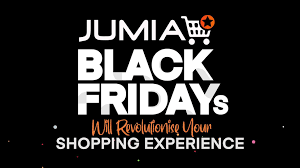 JUMIA
BLACK
FRIDAYs
Will Revolutionise Your
SHOPPING EXPERIENCE